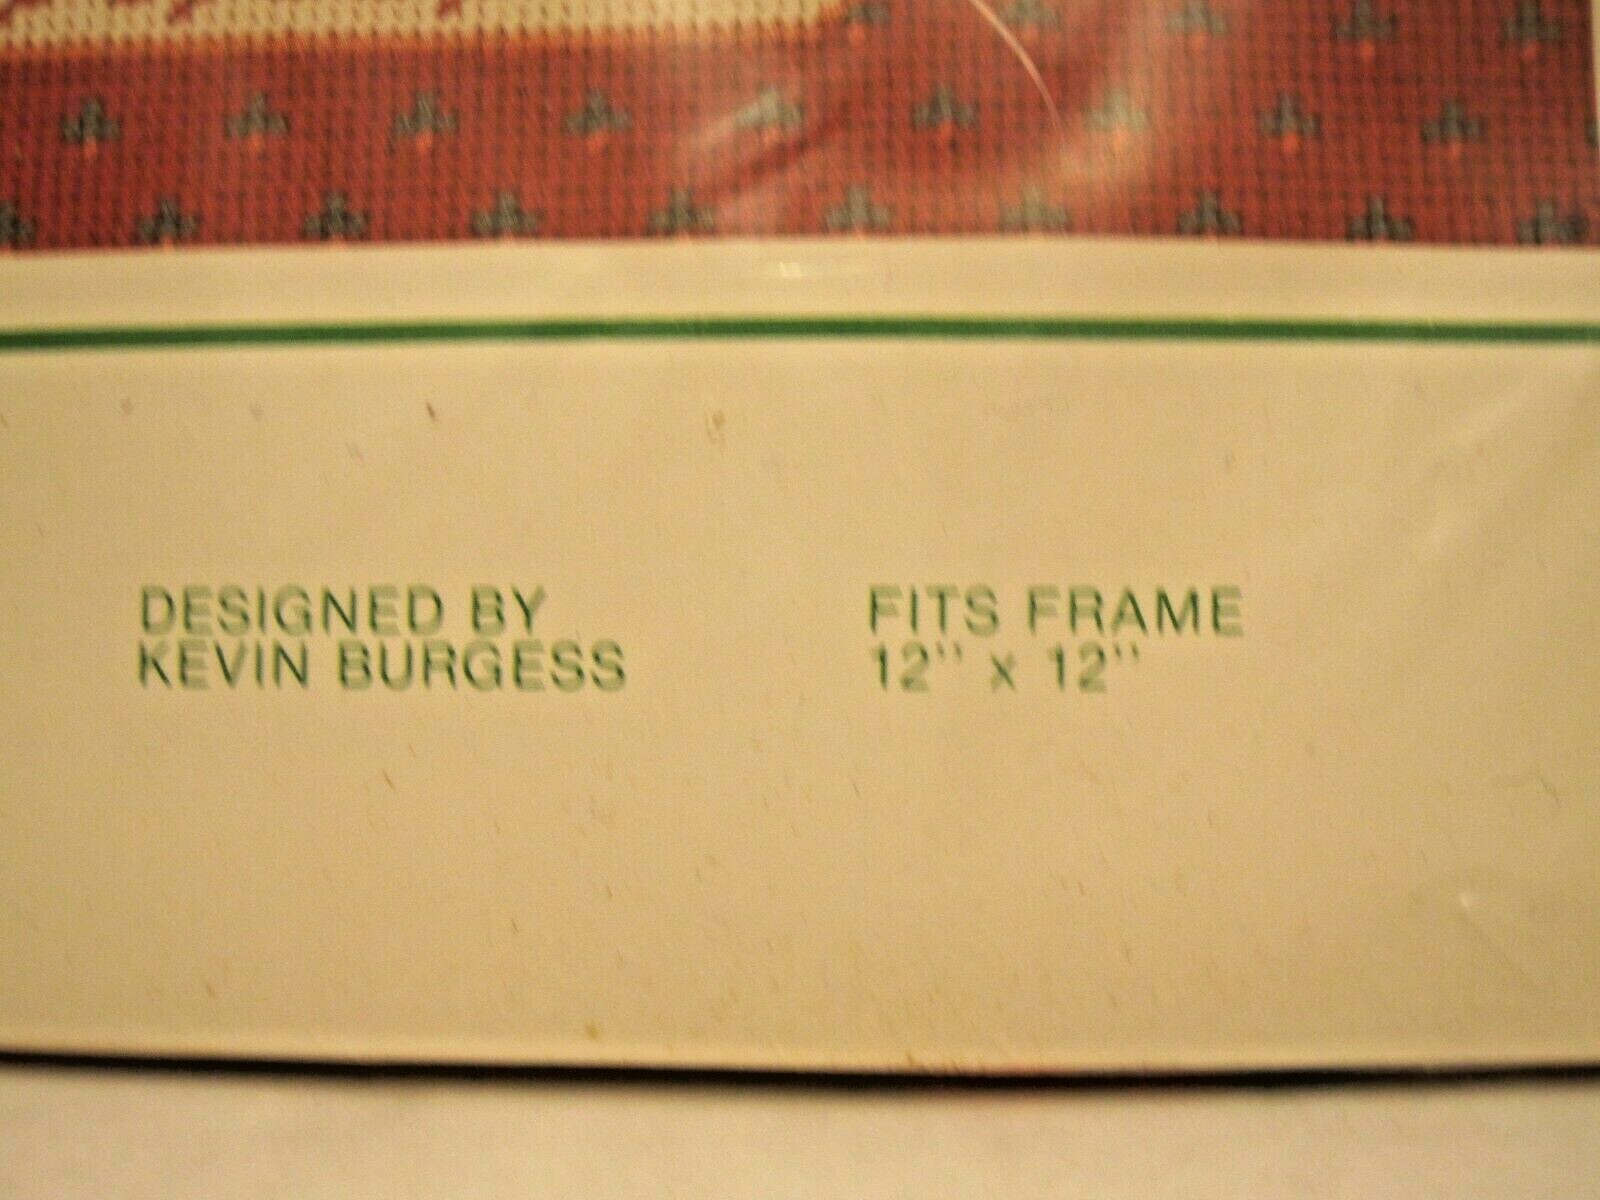 DESIGNED BY
KEVIN BURGESS
FITS FRAME
12" x 12"